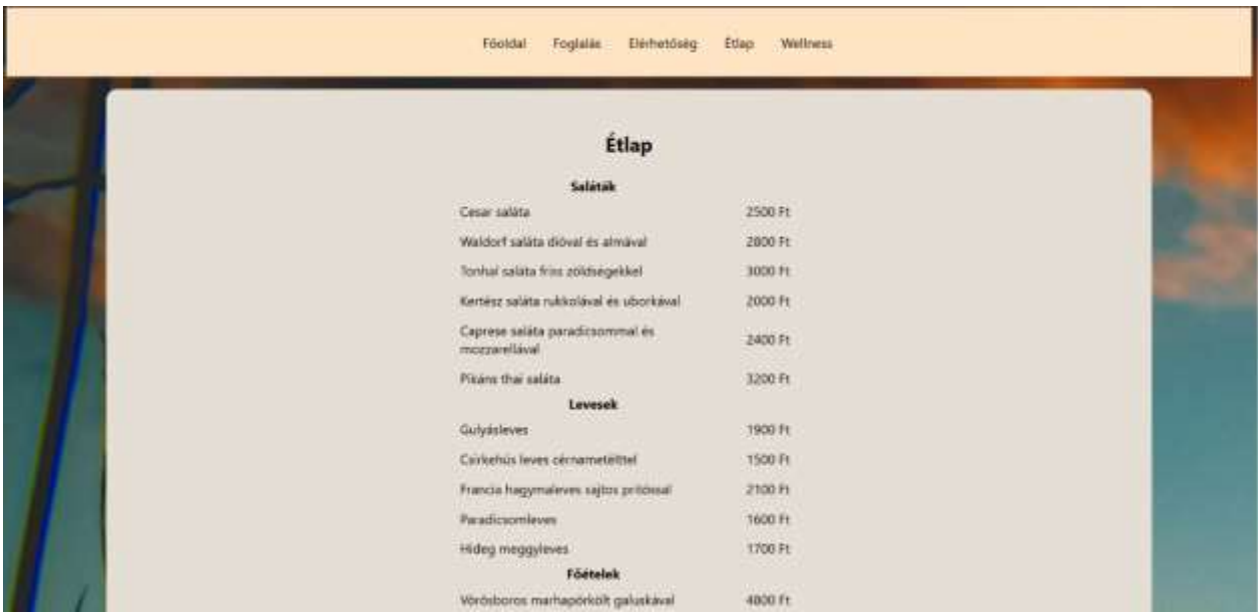 Főoldal Foglalás Elérhetőség Étlap Wellness
Étlap
Saláták
Cesar saláta 2500 Ft
Waldorf saláta dióval és almával 2800 Ft
Tonhal saláta friss zöldségekkel 3000 Ft
Kertész saláta rukkolával és uborkával 2000 Ft
Caprese saláta paradicsommal és
mozzarellával 2400 Ft
Pikáns thai saláta 3200 Ft
Levesek
Gulyásleves 1900 Ft
Csirkehús leves cérnametélttel 1500 Ft
Francia hagymaleves sajtos pritóssal 2100 Ft
Paradicsomleves 1600 Ft
Hideg meggyleves 1700 Ft
Főételek
Vörösboros marhapörkölt galuskával 4800 Ft